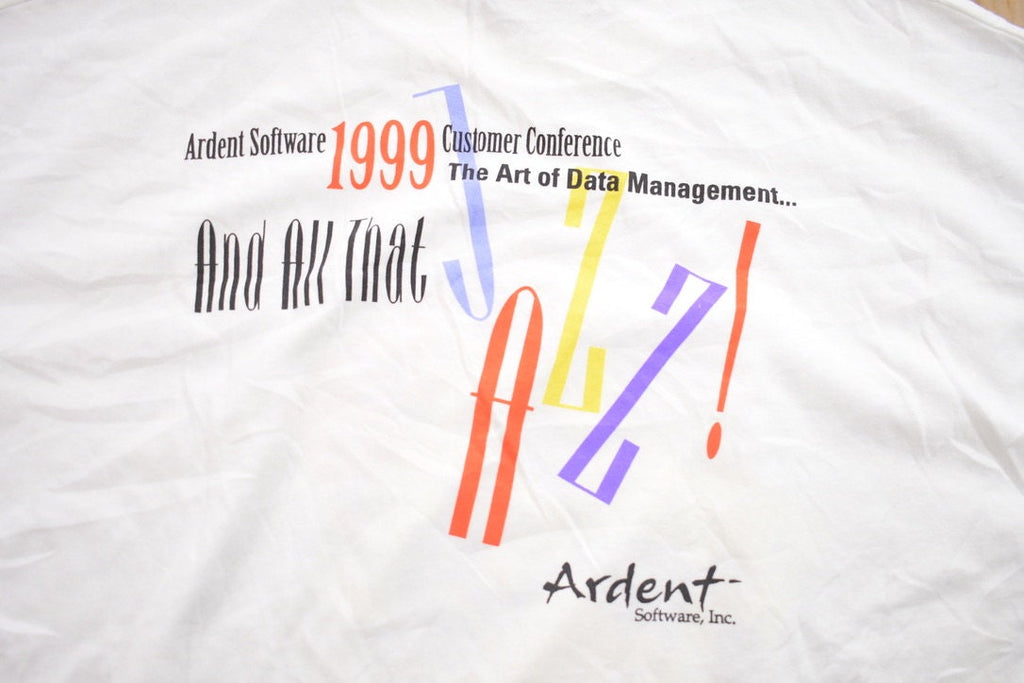 Ardent Software 1999 Customer Conference
The Art of Data Management...
And All That
JAZZ!
Ardent
Software, Inc.